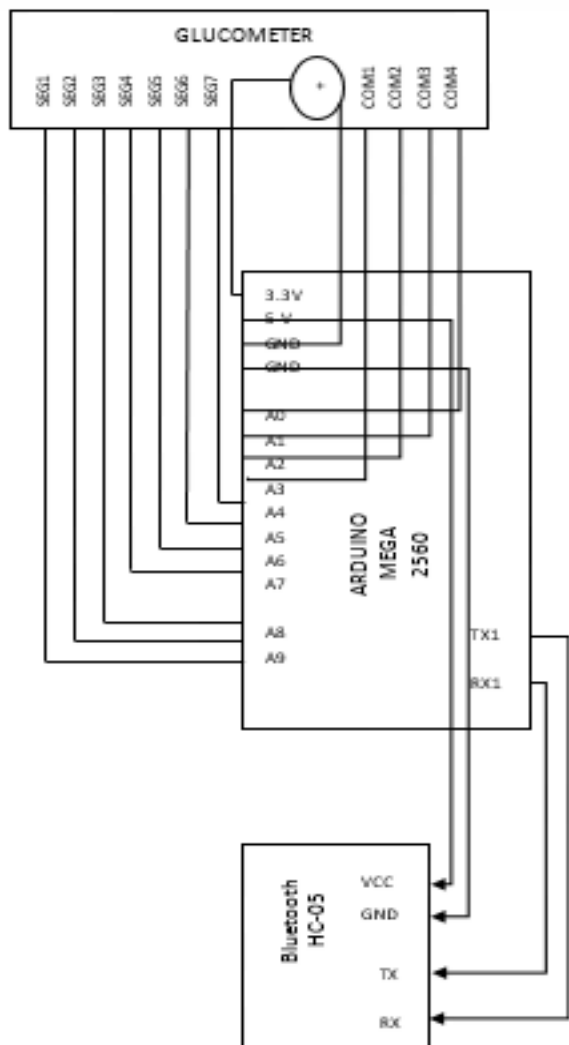 GLUCOMETER
SEG1
SEG2
SEG3
SEG4
SEG5
SEG6
SEG7
+
COM1
COM2
COM3
COM4
3.3V
5 V
GND
GND
A0
A1
A2
A3
A4
A5
A6
A7
A8
A9
ARDUINO
MEGA
2560
TX1
RX1
Bluetooth
HC-05
VCC
GND
TX
RX